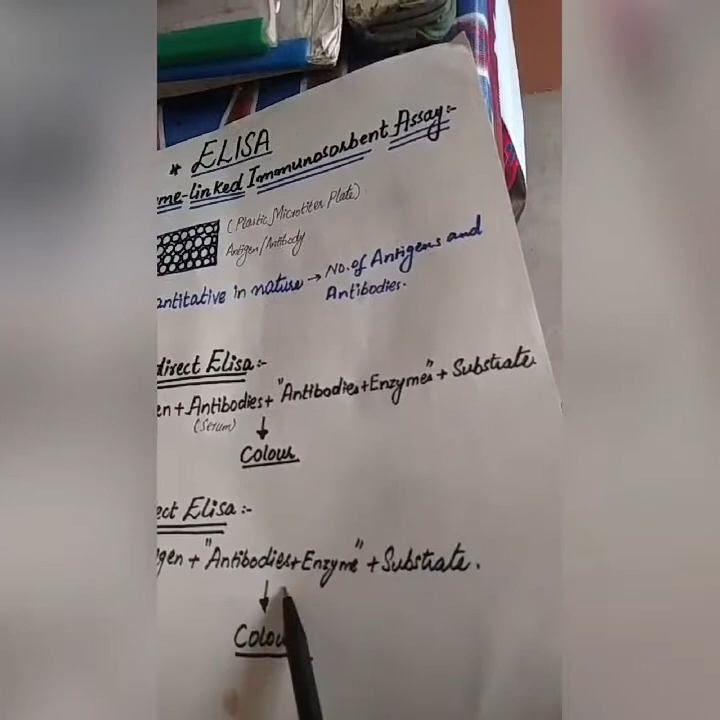 * ELISA
me-linked Immunosorbent Assay:-
(Plastic Microtiter Plate)
Antigen/Antibody
antitative in nature → No. of Antigens and
Antibodies.
direct Elisa:-
en + Antibodies + "Antibodies + Enzymes" + Substrate
(Serum)
↓
Colour
ect Elisa:-
gen + "Antibodies + Enzyme" + Substrate.
↓
Colou